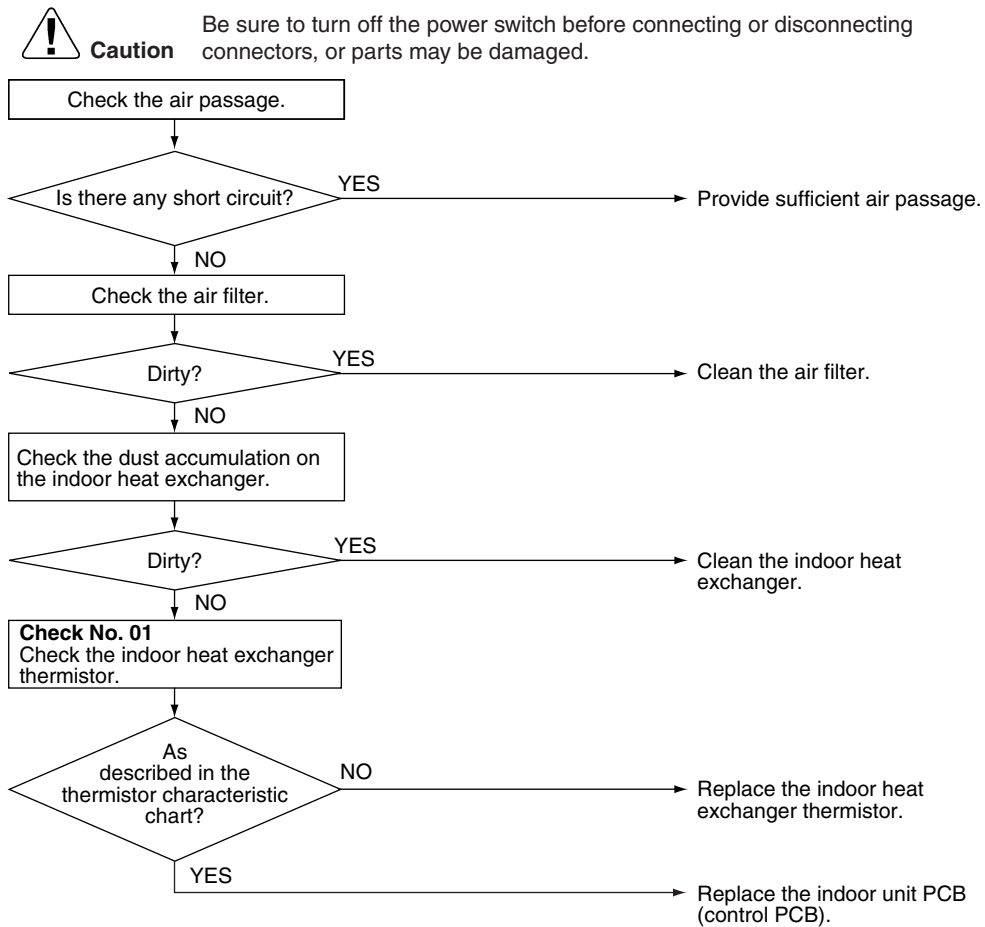 Be sure to turn off the power switch before connecting or disconnecting
Caution connectors, or parts may be damaged.
Check the air passage.
Is there any short circuit?
YES
Provide sufficient air passage.
NO
Check the air filter.
Dirty?
YES
Clean the air filter.
NO
Check the dust accumulation on
the indoor heat exchanger.
Dirty?
YES
Clean the indoor heat
exchanger.
NO
Check No. 01
Check the indoor heat exchanger
thermistor.
As
described in the
thermistor characteristic
chart?
NO
Replace the indoor heat
exchanger thermistor.
YES
Replace the indoor unit PCB
(control PCB).